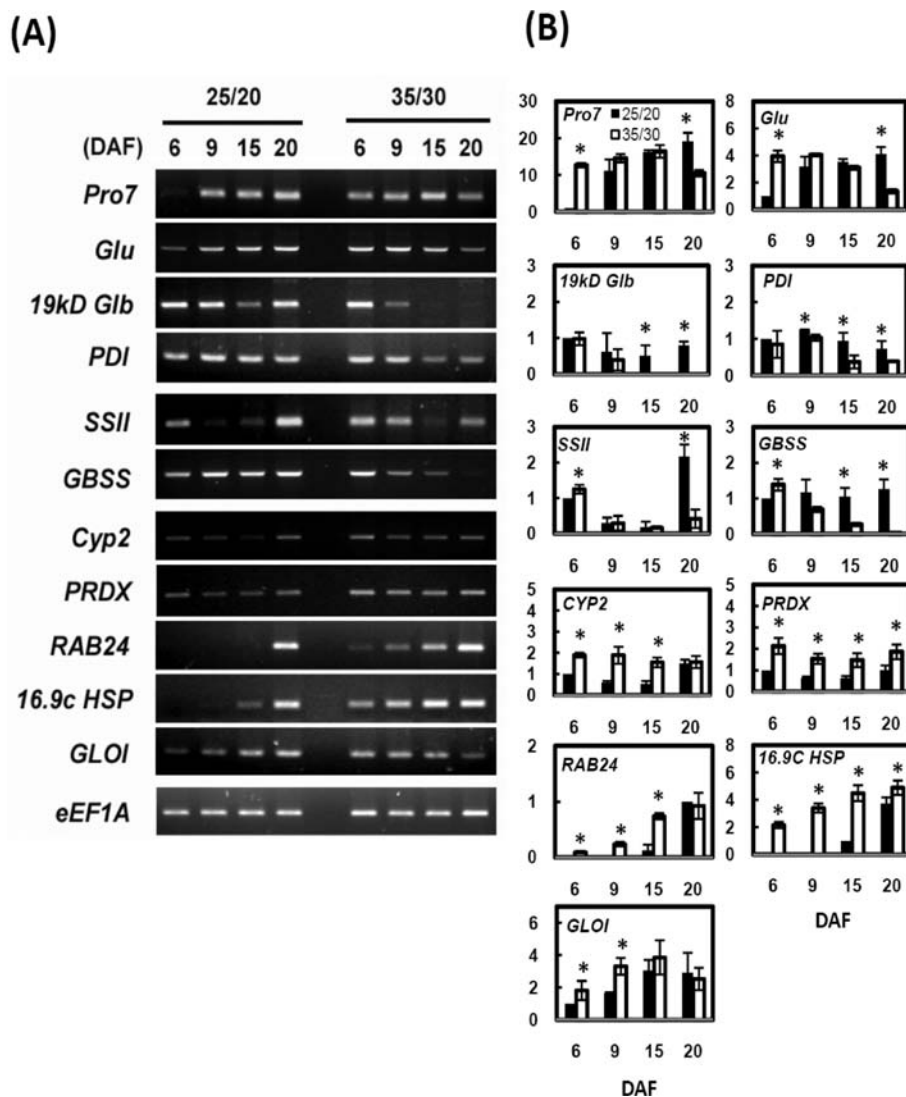 (A)
25/20 35/30
(DAF) 6 9 15 20 6 9 15 20
Pro7
Glu
19kD Glb
PDI
SSII
GBSS
Cyp2
PRDX
RAB24
16.9c HSP
GLOI
eEF1A
(B)
30
20
10
0
Pro7
25/20
35/30
*
*
6 9 15 20
8
6
4
2
0
Glu
*
*
6 9 15 20
3
2
1
0
19kD Glb
*
*
6 9 15 20
3
2
1
0
PDI
*
*
*
6 9 15 20
3
2
1
0
SSII
*
*
6 9 15 20
3
2
1
0
GBSS
*
*
*
6 9 15 20
5
4
3
2
1
0
CYP2
*
*
*
6 9 15 20
5
4
3
2
1
0
PRDX
*
*
*
*
6 9 15 20
2
1
0
RAB24
*
*
*
6 9 15 20
8
6
4
2
0
16.9C HSP
*
*
*
*
6 9 15 20
DAF
6
4
2
0
GLOI
*
*
6 9 15 20
DAF